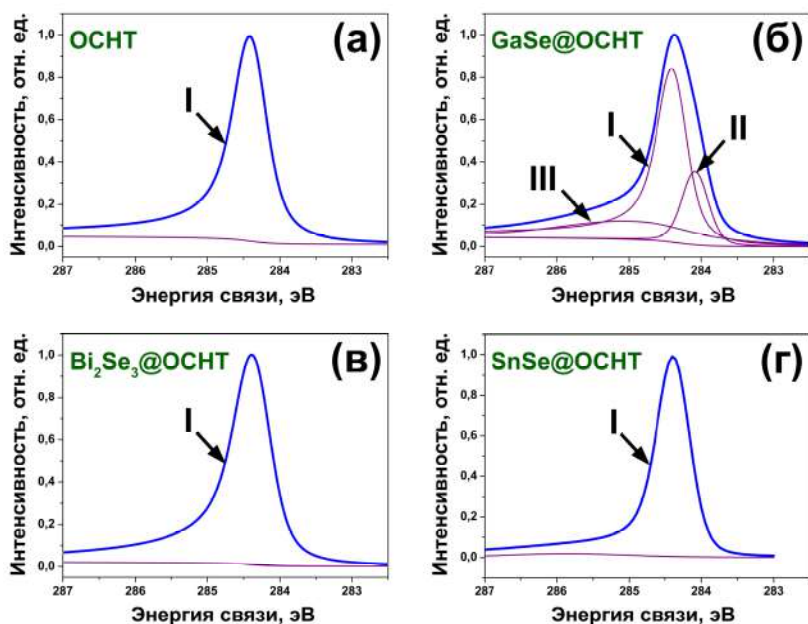 ОСНТ
(а)
I
Интенсивность, отн. ед.
1,0
0,8
0,6
0,4
0,2
0,0
287 286 285 284 283
Энергия связи, эВ
GaSe@ОСНТ
(б)
I
II
III
Интенсивность, отн. ед.
1,0
0,8
0,6
0,4
0,2
0,0
287 286 285 284 283
Энергия связи, эВ
Bi₂Se₃@ОСНТ
(в)
I
Интенсивность, отн. ед.
1,0
0,8
0,6
0,4
0,2
0,0
287 286 285 284 283
Энергия связи, эВ
SnSe@ОСНТ
(г)
I
Интенсивность, отн. ед.
1,0
0,8
0,6
0,4
0,2
0,0
287 286 285 284 283
Энергия связи, эВ